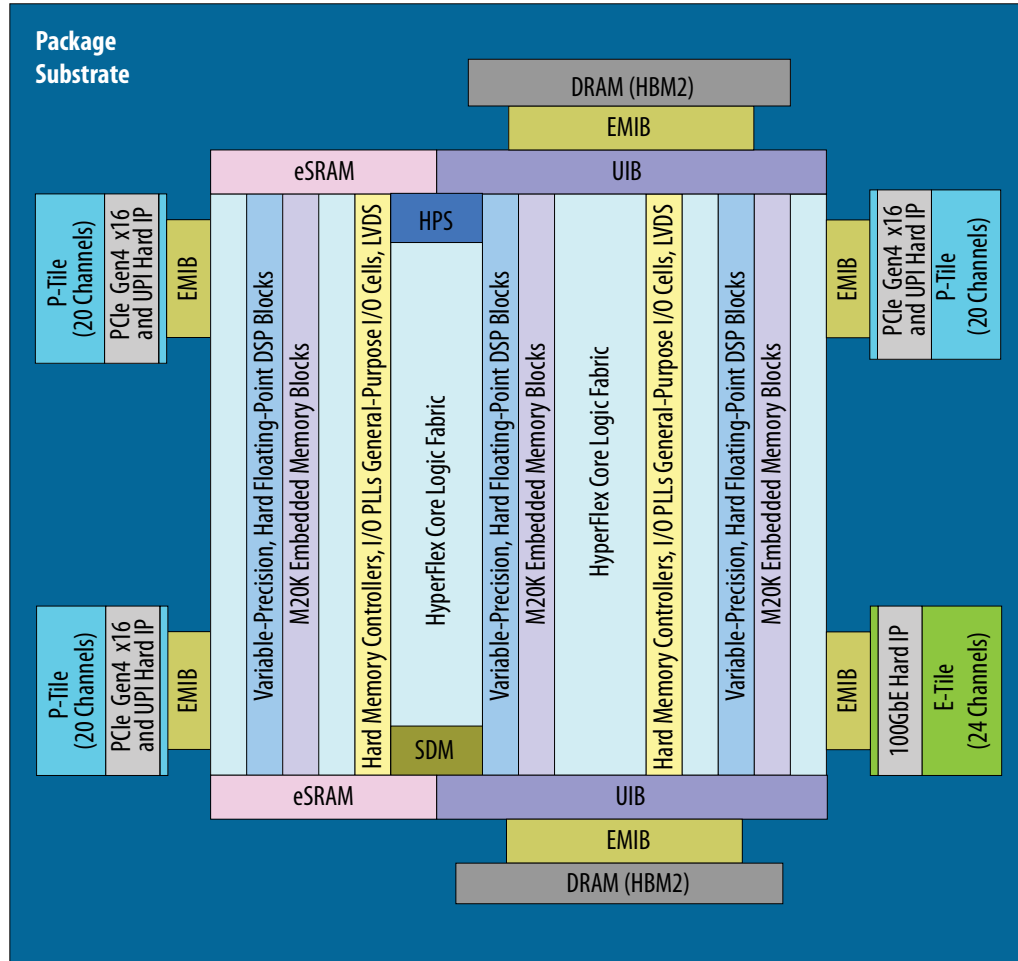 Package
Substrate
DRAM (HBM2)
EMIB
eSRAM
UIB
P-Tile
(20 Channels)
PCIe Gen4 x16
and UPI Hard IP
EMIB
HPS
EMIB
PCIe Gen4 x16
and UPI Hard IP
P-Tile
(20 Channels)
Variable-Precision, Hard Floating-Point DSP Blocks
M20K Embedded Memory Blocks
Hard Memory Controllers, I/O PLLs General-Purpose I/O Cells, LVDS
HyperFlex Core Logic Fabric
Variable-Precision, Hard Floating-Point DSP Blocks
M20K Embedded Memory Blocks
HyperFlex Core Logic Fabric
Hard Memory Controllers, I/O PLLs General-Purpose I/O Cells, LVDS
Variable-Precision, Hard Floating-Point DSP Blocks
M20K Embedded Memory Blocks
P-Tile
(20 Channels)
PCIe Gen4 x16
and UPI Hard IP
EMIB
SDM
EMIB
100GbE Hard IP
E-Tile
(24 Channels)
eSRAM
UIB
EMIB
DRAM (HBM2)